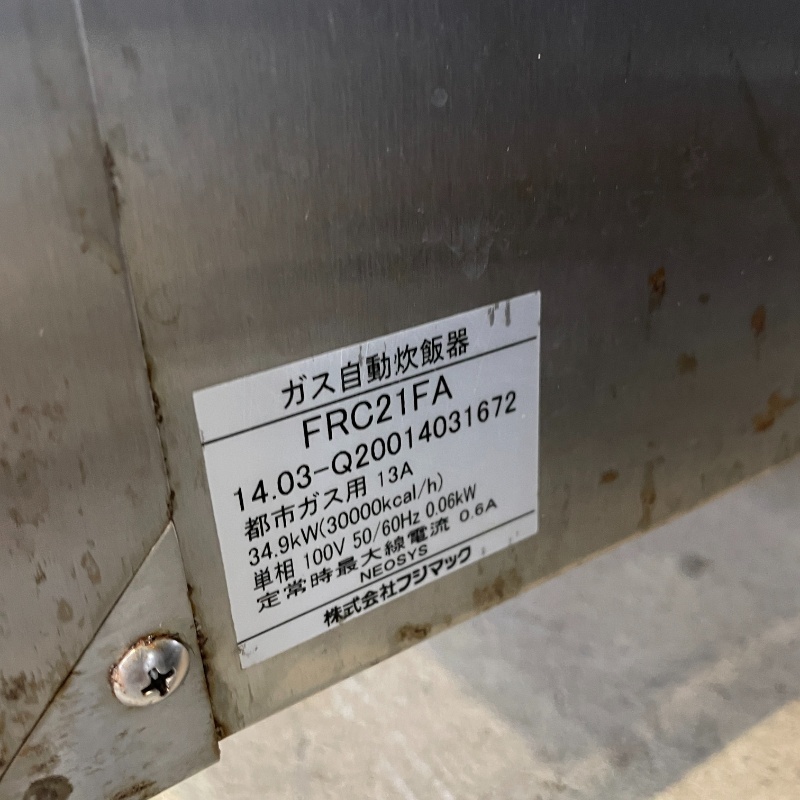 ガス自動炊飯器
FRC21FA
14.03-Q20014031672
都市ガス用 13A
34.9kW(30000kcal/h)
単相 100V 50/60Hz 0.06kW
定常時最大線電流 0.6A
NEOSYS
株式会社フジマック